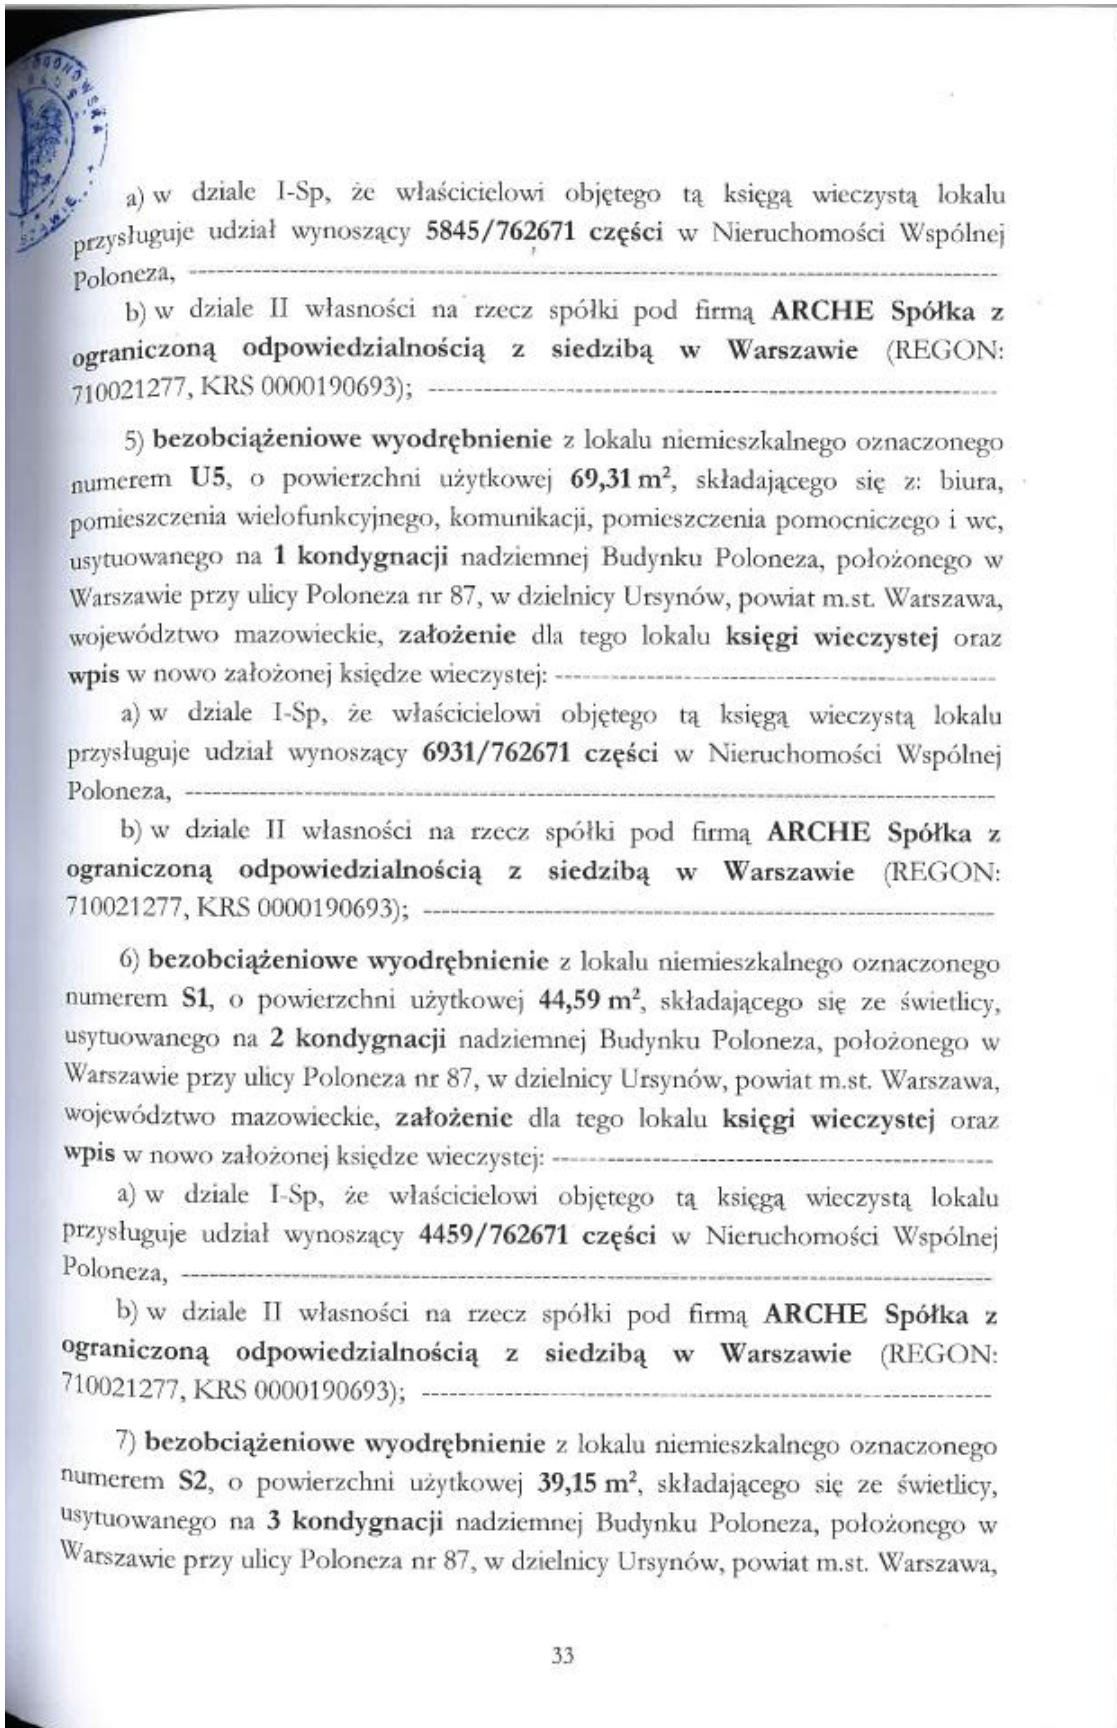 a) w dziale I-Sp, że właścicielowi objętego tą księgą wieczystą lokalu
przysługuje udział wynoszący 5845/762671 części w Nieruchomości Wspólnej
Poloneza, ----------
b) w dziale II własności na rzecz spółki pod firmą ARCHE Spółka z
ograniczoną odpowiedzialnością z siedzibą w Warszawie (REGON:
710021277, KRS 0000190693); ----------
5) bezobciążeniowe wyodrębnienie z lokalu niemieszkalnego oznaczonego
numerem U5, o powierzchni użytkowej 69,31 m², składającego się z: biura,
pomieszczenia wielofunkcyjnego, komunikacji, pomieszczenia pomocniczego i wc,
usytuowanego na 1 kondygnacji nadziemnej Budynku Poloneza, położonego w
Warszawie przy ulicy Poloneza nr 87, w dzielnicy Ursynów, powiat m.st. Warszawa,
województwo mazowieckie, założenie dla tego lokalu księgi wieczystej oraz
wpis w nowo założonej księdze wieczystej: ----------
a) w dziale I-Sp, że właścicielowi objętego tą księgą wieczystą lokalu
przysługuje udział wynoszący 6931/762671 części w Nieruchomości Wspólnej
Poloneza, ----------
b) w dziale II własności na rzecz spółki pod firmą ARCHE Spółka z
ograniczoną odpowiedzialnością z siedzibą w Warszawie (REGON:
710021277, KRS 0000190693); ----------
6) bezobciążeniowe wyodrębnienie z lokalu niemieszkalnego oznaczonego
numerem S1, o powierzchni użytkowej 44,59 m², składającego się ze świetlicy,
usytuowanego na 2 kondygnacji nadziemnej Budynku Poloneza, położonego w
Warszawie przy ulicy Poloneza nr 87, w dzielnicy Ursynów, powiat m.st. Warszawa,
województwo mazowieckie, założenie dla tego lokalu księgi wieczystej oraz
wpis w nowo założonej księdze wieczystej: ----------
a) w dziale I-Sp, że właścicielowi objętego tą księgą wieczystą lokalu
przysługuje udział wynoszący 4459/762671 części w Nieruchomości Wspólnej
Poloneza, ----------
b) w dziale II własności na rzecz spółki pod firmą ARCHE Spółka z
ograniczoną odpowiedzialnością z siedzibą w Warszawie (REGON:
710021277, KRS 0000190693); ----------
7) bezobciążeniowe wyodrębnienie z lokalu niemieszkalnego oznaczonego
numerem S2, o powierzchni użytkowej 39,15 m², składającego się ze świetlicy,
usytuowanego na 3 kondygnacji nadziemnej Budynku Poloneza, położonego w
Warszawie przy ulicy Poloneza nr 87, w dzielnicy Ursynów, powiat m.st. Warszawa,
33